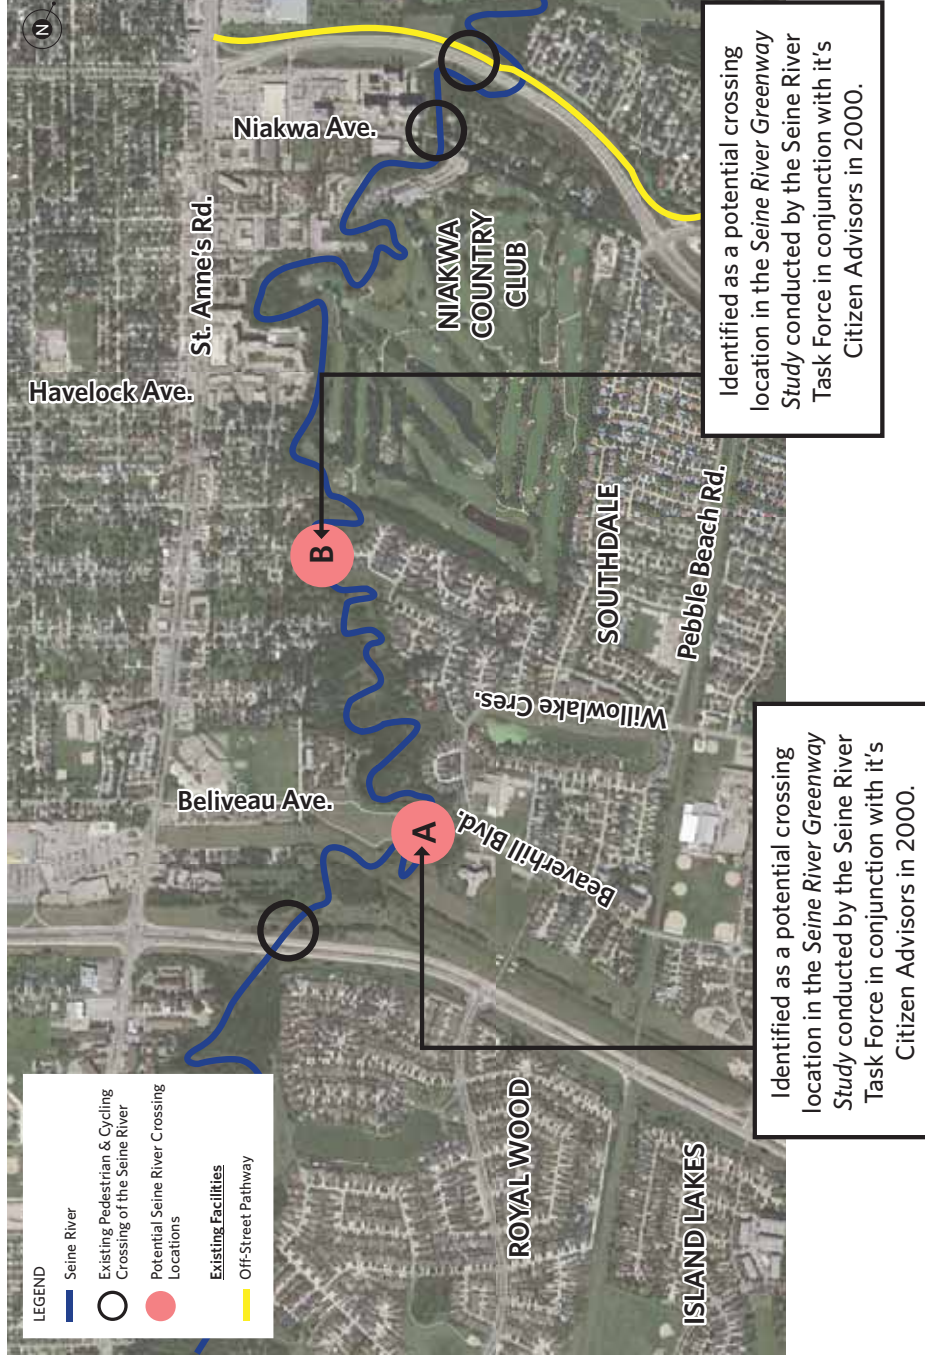 N
Niakwa Ave.
St. Anne's Rd.
Havelock Ave.
NIAKWA
COUNTRY
CLUB
B
SOUTHDALE
Pebble Beach Rd.
Willowlake Cres.
Beliveau Ave.
A
Beaverhill Blvd.
ROYAL WOOD
ISLAND LAKES
LEGEND
Seine River
Existing Pedestrian & Cycling
Crossing of the Seine River
Potential Seine River Crossing
Locations
Existing Facilities
Off-Street Pathway
Identified as a potential crossing
location in the Seine River Greenway
Study conducted by the Seine River
Task Force in conjunction with it's
Citizen Advisors in 2000.
Identified as a potential crossing
location in the Seine River Greenway
Study conducted by the Seine River
Task Force in conjunction with it's
Citizen Advisors in 2000.